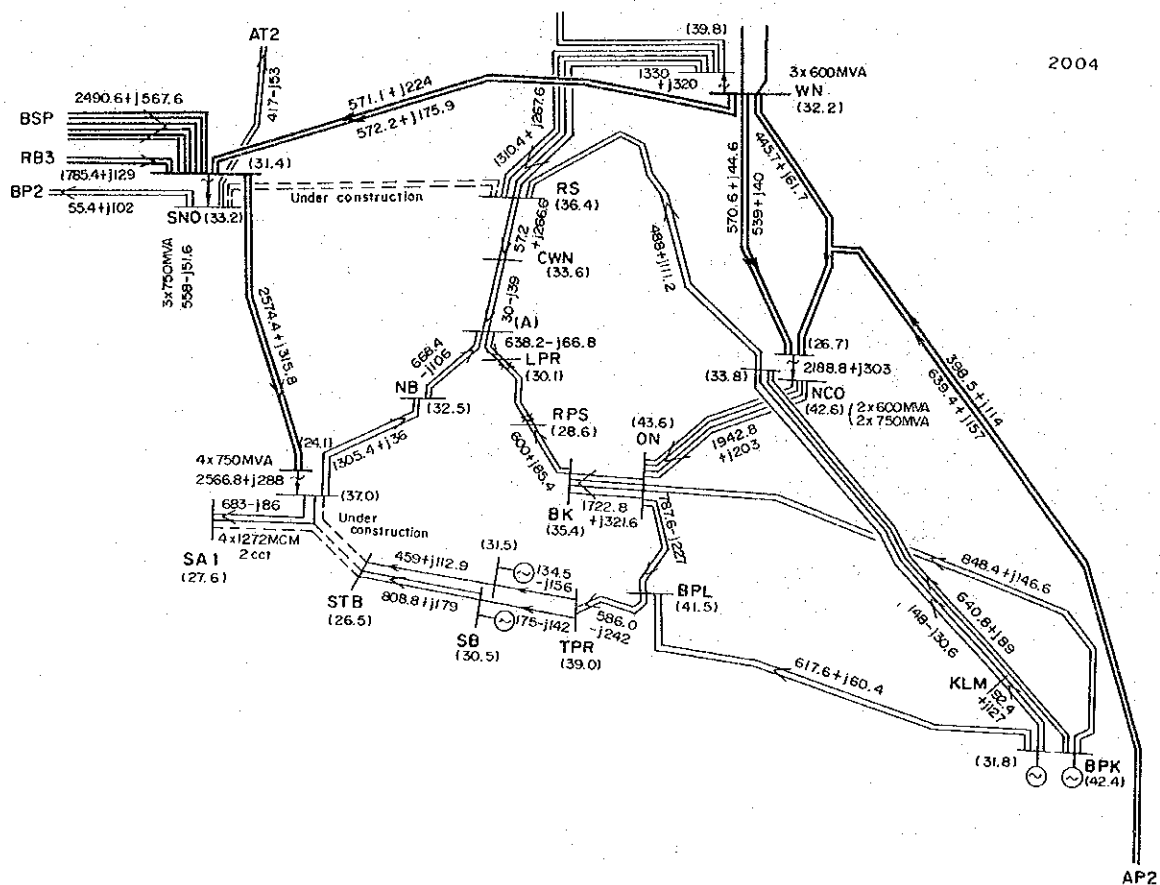 2004
AT2
(39.8)
1330
+j320
3x600MVA
WN
(32.2)
2490.6+j567.6
417-j53
571.1+j224
572.2+j175.9
1310.4+j267.6
BSP
RB3
1785.4+j129
(31.4)
BP2
55.4+j102
SNO (33.2)
Under construction
RS
(36.4)
445.7+j61.7
570.6+j44.6
539+j40
488+j111.2
57.2
+j266.6
CWN
(33.6)
3x750MVA
558-j51.6
2574.4+j315.8
30-j39
(A)
638.2-j66.8
LPR
(30.1)
668.4
-j106
NB
(32.5)
(26.7)
2188.8+j303
(33.8)
NCO
(42.6)
2x600MVA
2x750MVA
398.5+j114
639.4+j157
RPS
(28.6)
(43.6)
ON
1942.8
+j203
(24.1)
1305.4+j36
4x750MVA
2566.8+j288
(37.0)
600+j85.4
BK
(35.4)
1722.8
+j321.6
787.6-j227
683-j86
4x1272MCM
2cct
Under
construction
SA1
(27.6)
848.4+j146.6
(31.5)
134.5
-j156
459+j112.9
808.8+j179
STB
(26.5)
SB
(30.5)
175-j142
TPR
(39.0)
586.0
-j242
BPL
(41.5)
640.8+j89
148-j30.6
617.6+j60.4
KLM
192.4
+j127
(31.8)
BPK
(42.4)
AP2